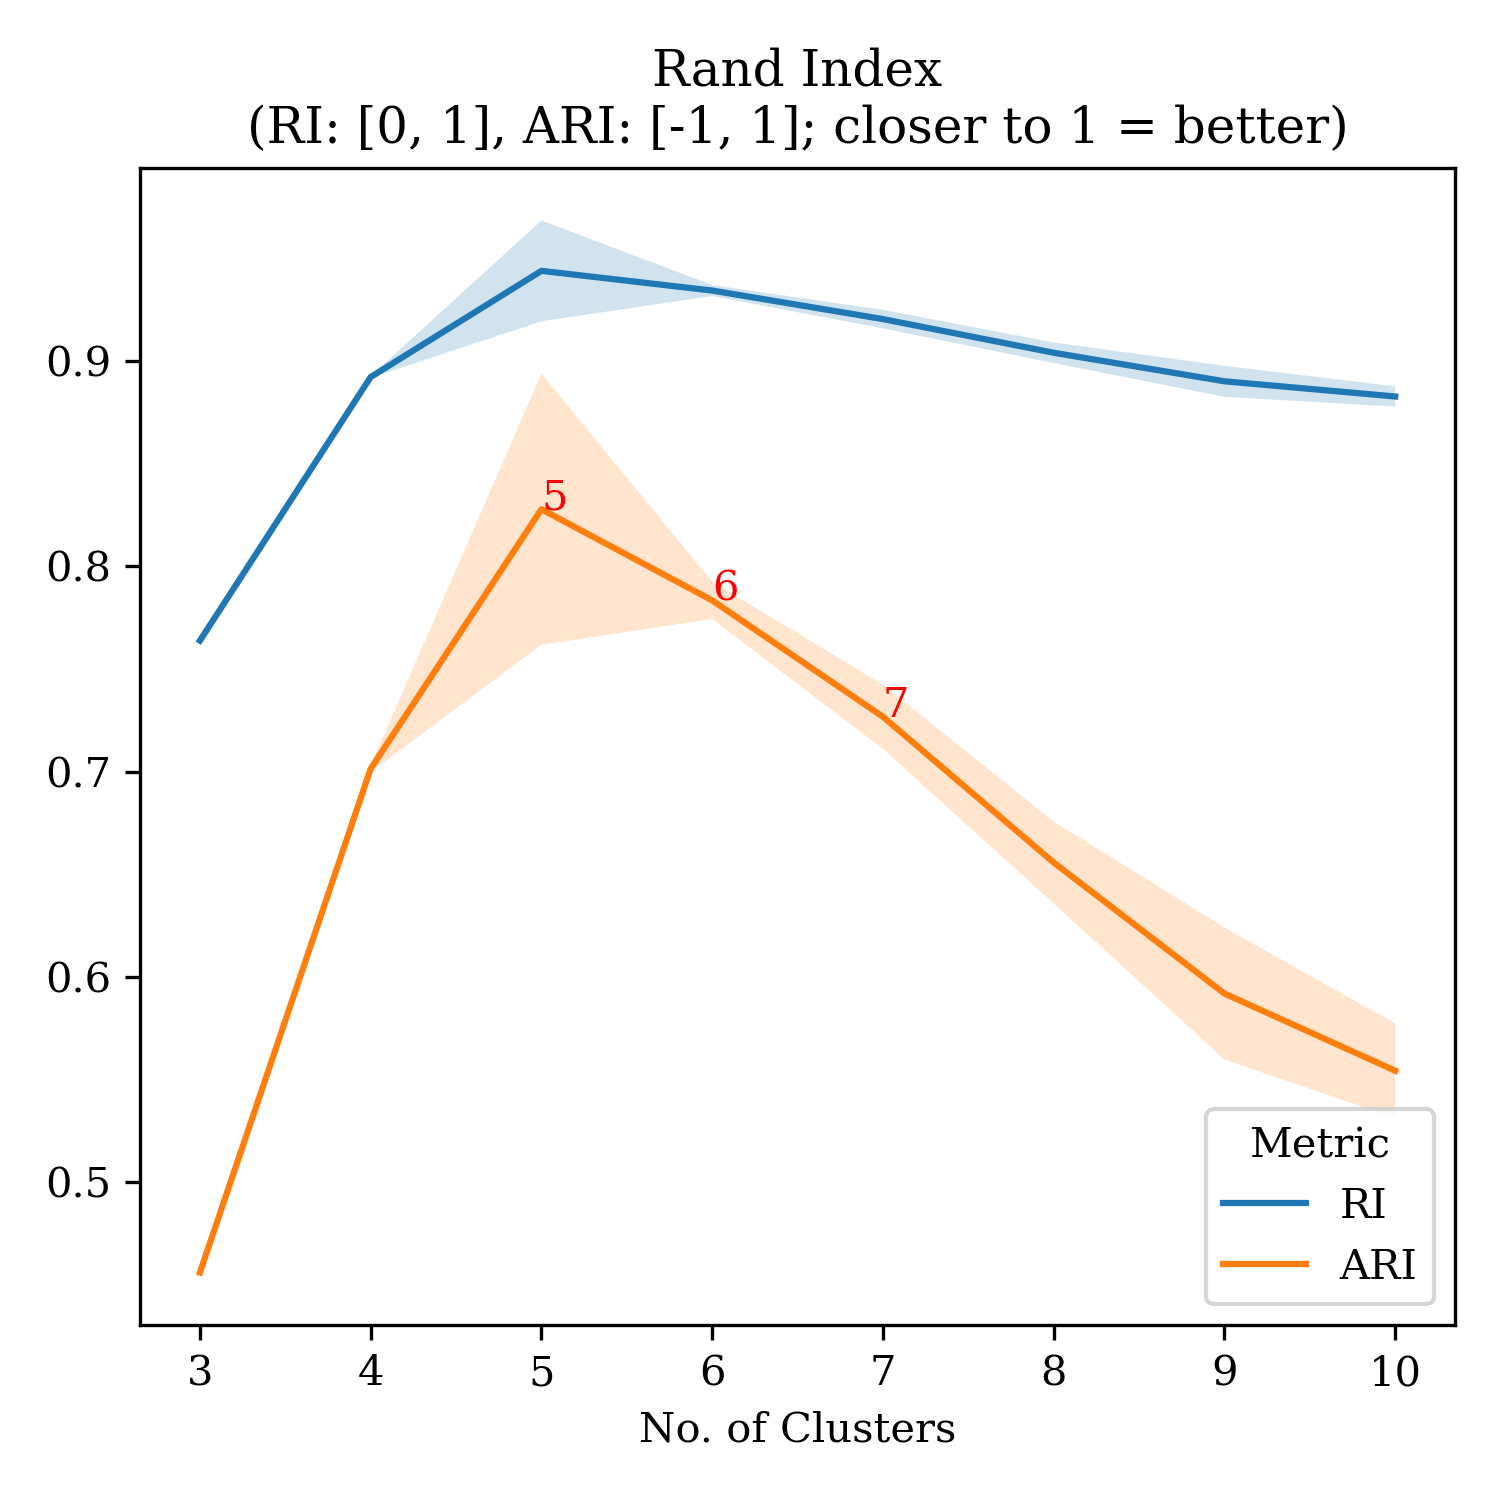 Rand Index
(RI: [0, 1], ARI: [-1, 1]; closer to 1 = better)
0.9
0.8
0.7
0.6
0.5
5
6
7
Metric
RI
ARI
3 4 5 6 7 8 9 10
No. of Clusters